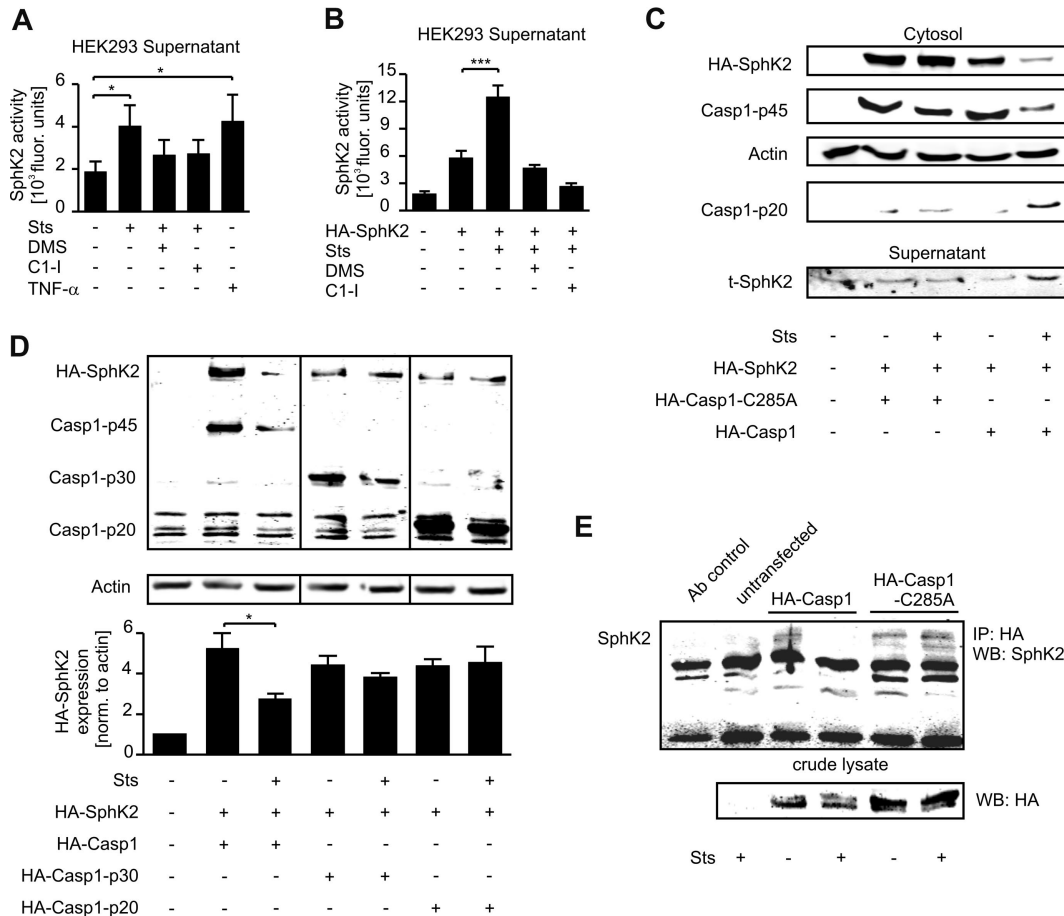 A
HEK293 Supernatant
SphK2 activity
[10³ fluor. units]
6
4
2
0
*
*
Sts - + + + -
DMS - - + - -
C1-I - - - + -
TNF-α - - - - +
B
HEK293 Supernatant
SphK2 activity
[10³ fluor. units]
15
12
9
6
3
0
***
HA-SphK2 - + + + +
Sts - - + + +
DMS - - - + -
C1-I - - - - +
C
Cytosol
HA-SphK2
Casp1-p45
Actin
Casp1-p20
Supernatant
t-SphK2
Sts - - + - +
HA-SphK2 - + + + +
HA-Casp1-C285A - + + - -
HA-Casp1 - - - + +
D
HA-SphK2
Casp1-p45
Casp1-p30
Casp1-p20
Actin
HA-SphK2
expression
[norm. to actin]
6
4
2
0
*
Sts - - + - + - +
HA-SphK2 - + + + + + +
HA-Casp1 - + + - - - -
HA-Casp1-p30 - - - + + - -
HA-Casp1-p20 - - - - - + +
E
Ab control
untransfected
HA-Casp1
HA-Casp1
-C285A
SphK2
IP: HA
WB: SphK2
crude lysate
WB: HA
Sts + - + - +